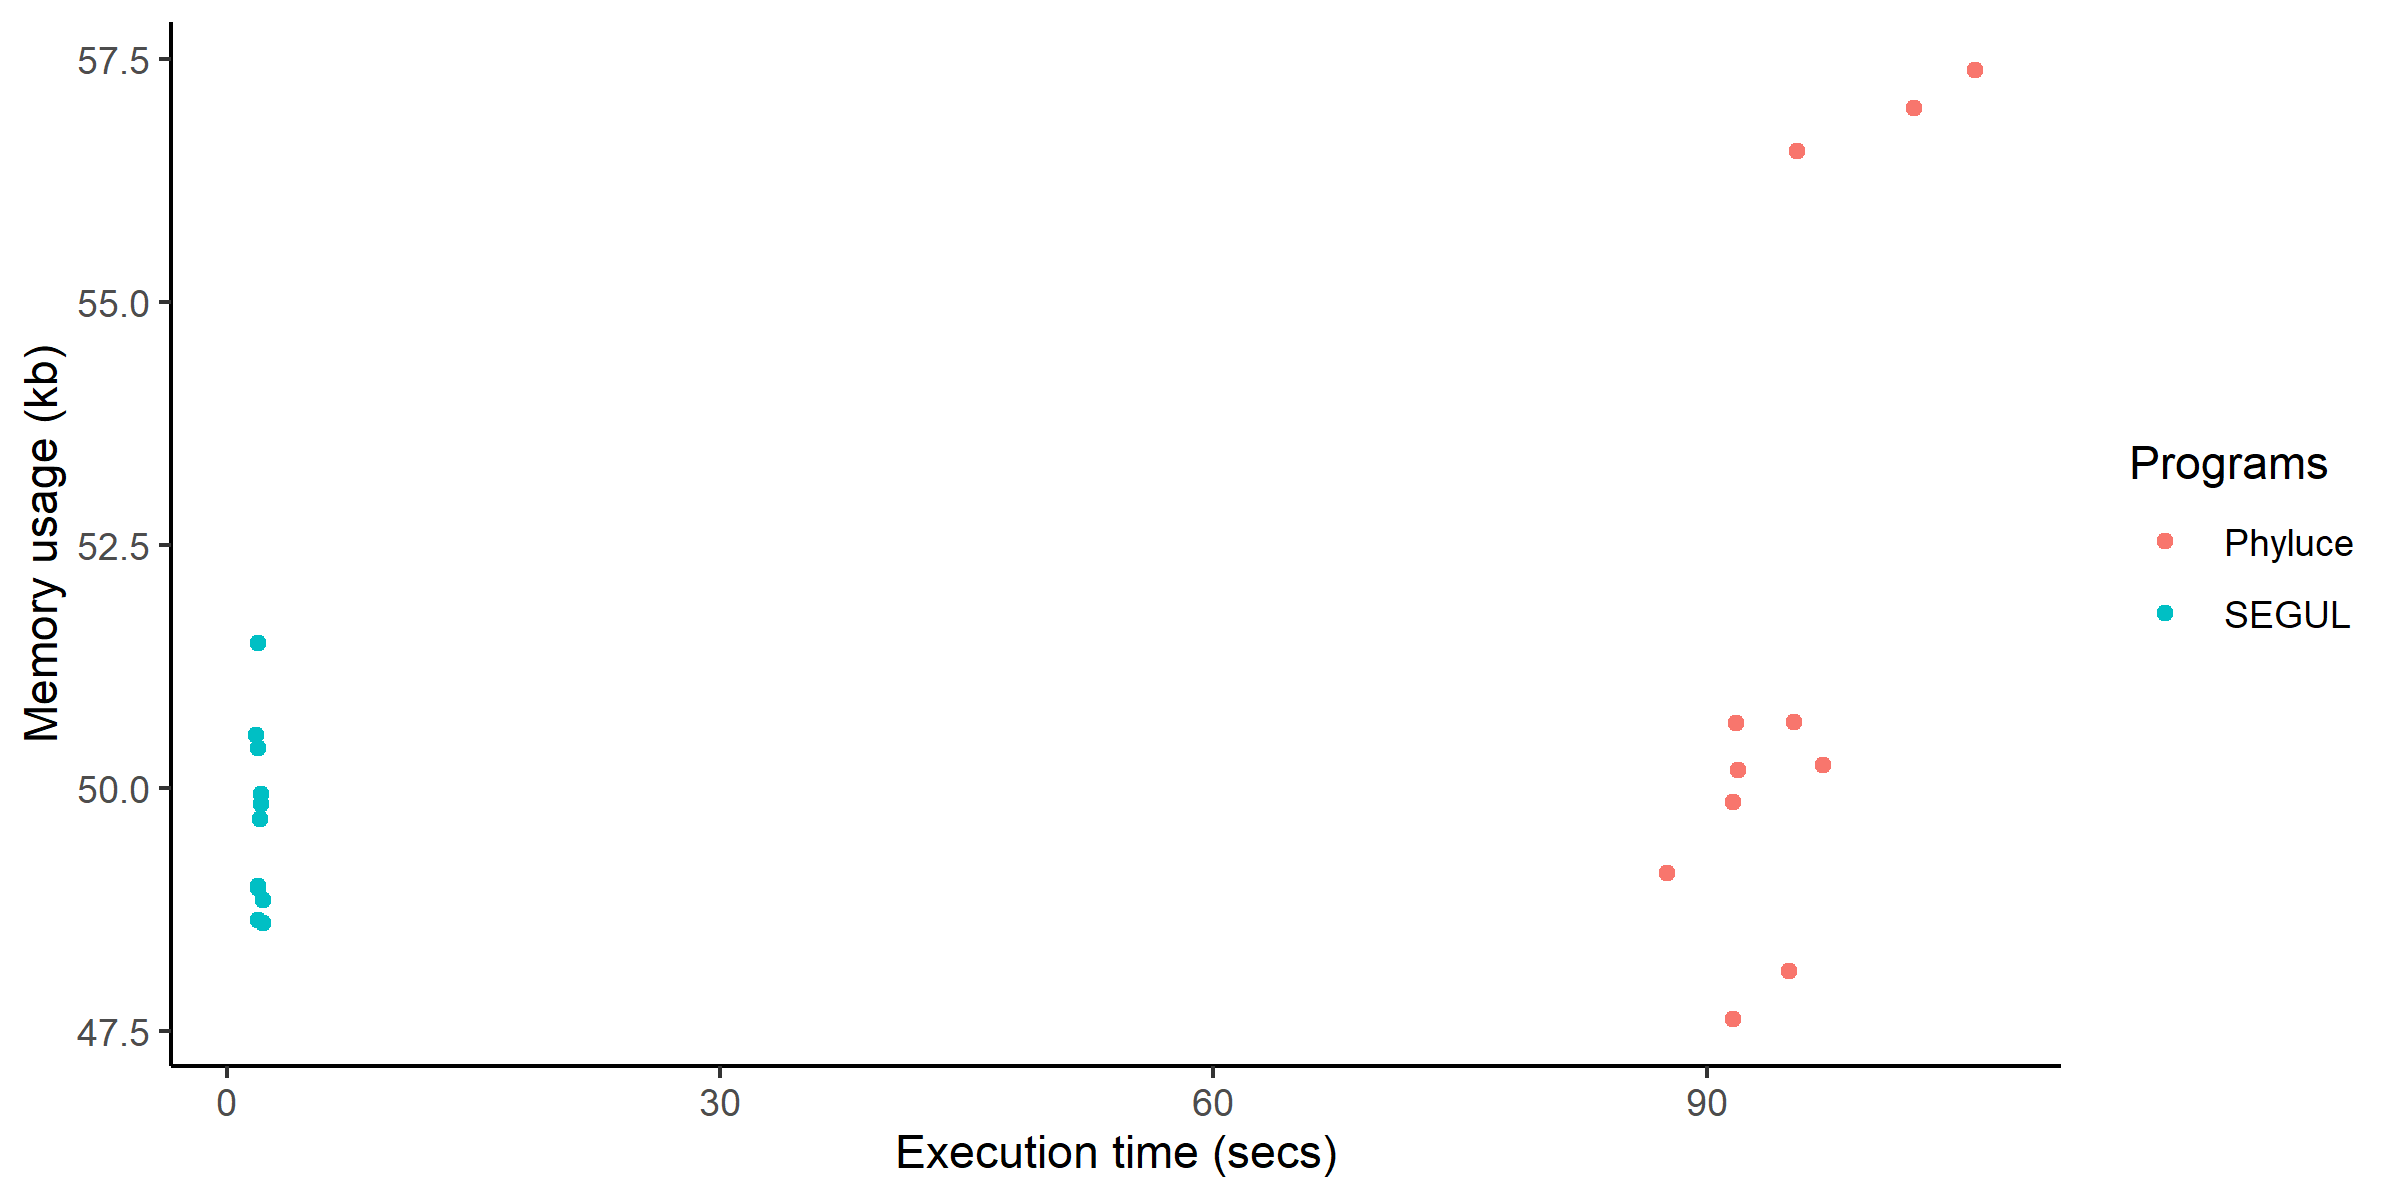 57.5
55.0
52.5
50.0
47.5
Memory usage (kb)
0 30 60 90
Execution time (secs)
Programs
Phyluce
SEGUL